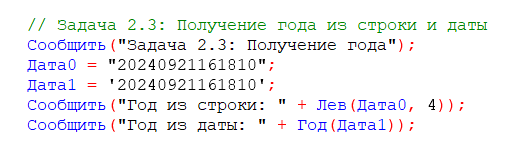 // Задача 2.3: Получение года из строки и даты
Сообщить("Задача 2.3: Получение года");
Дата0 = "20240921161810";
Дата1 = '20240921161810';
Сообщить("Год из строки: " + Лев(Дата0, 4));
Сообщить("Год из даты: " + Год(Дата1));